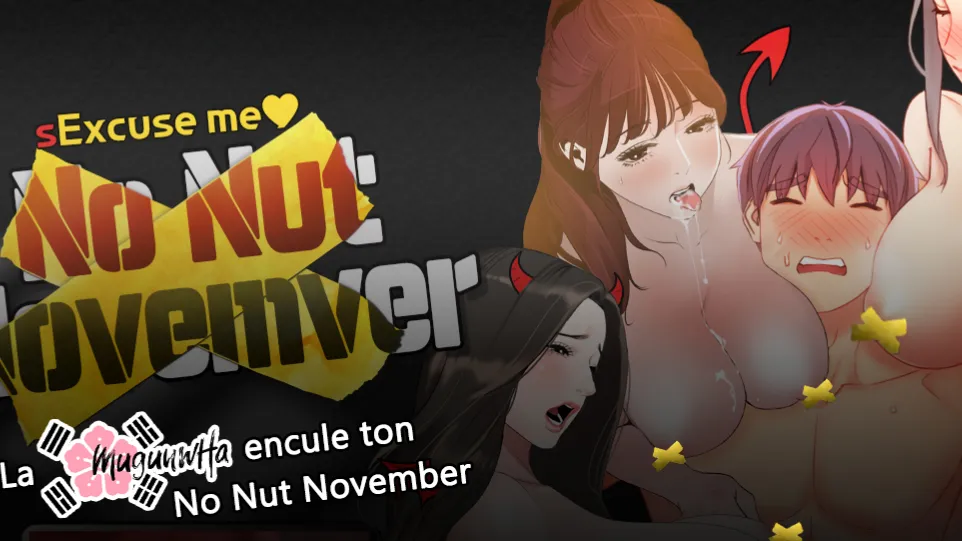 sExcuse me
No Nut
Novemver
La MugunwHa encule ton
No Nut November